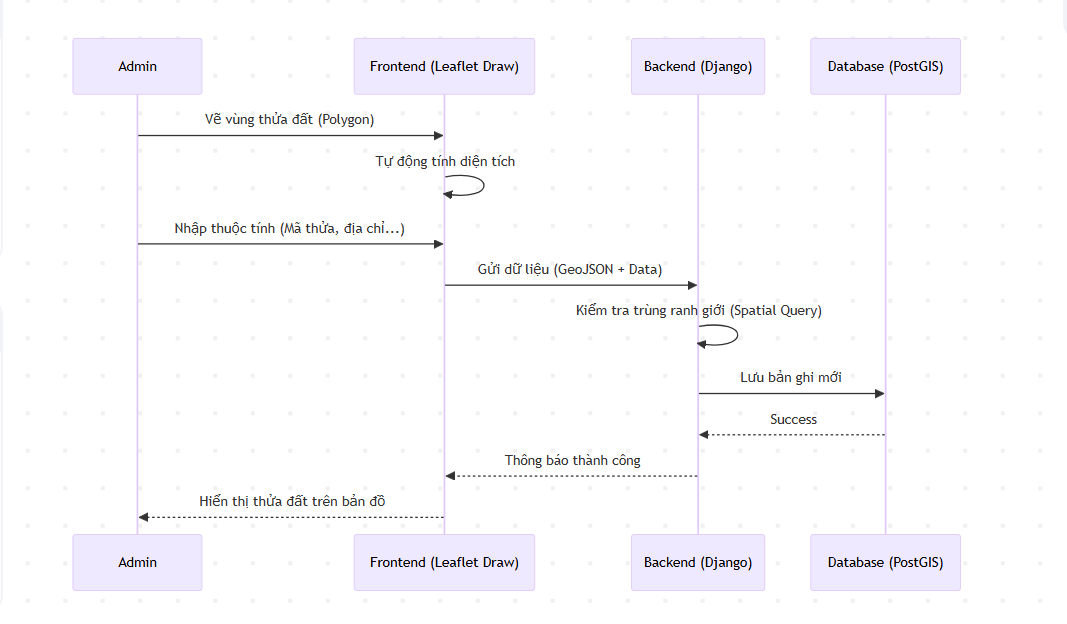 Admin
Frontend (Leaflet Draw)
Backend (Django)
Database (PostGIS)
Vẽ vùng thửa đất (Polygon)
Tự động tính diện tích
Nhập thuộc tính (Mã thửa, địa chỉ...)
Gửi dữ liệu (GeoJSON + Data)
Kiểm tra trùng ranh giới (Spatial Query)
Lưu bản ghi mới
Success
Thông báo thành công
Hiển thị thửa đất trên bản đồ
Admin
Frontend (Leaflet Draw)
Backend (Django)
Database (PostGIS)